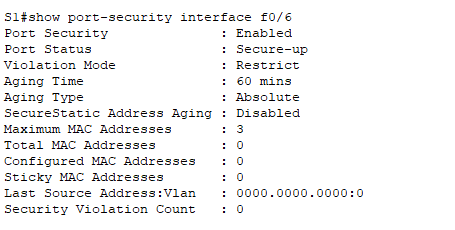 S1#show port-security interface f0/6
Port Security              : Enabled
Port Status                : Secure-up
Violation Mode             : Restrict
Aging Time                 : 60 mins
Aging Type                 : Absolute
SecureStatic Address Aging : Disabled
Maximum MAC Addresses      : 3
Total MAC Addresses        : 0
Configured MAC Addresses   : 0
Sticky MAC Addresses       : 0
Last Source Address:Vlan   : 0000.0000.0000:0
Security Violation Count   : 0